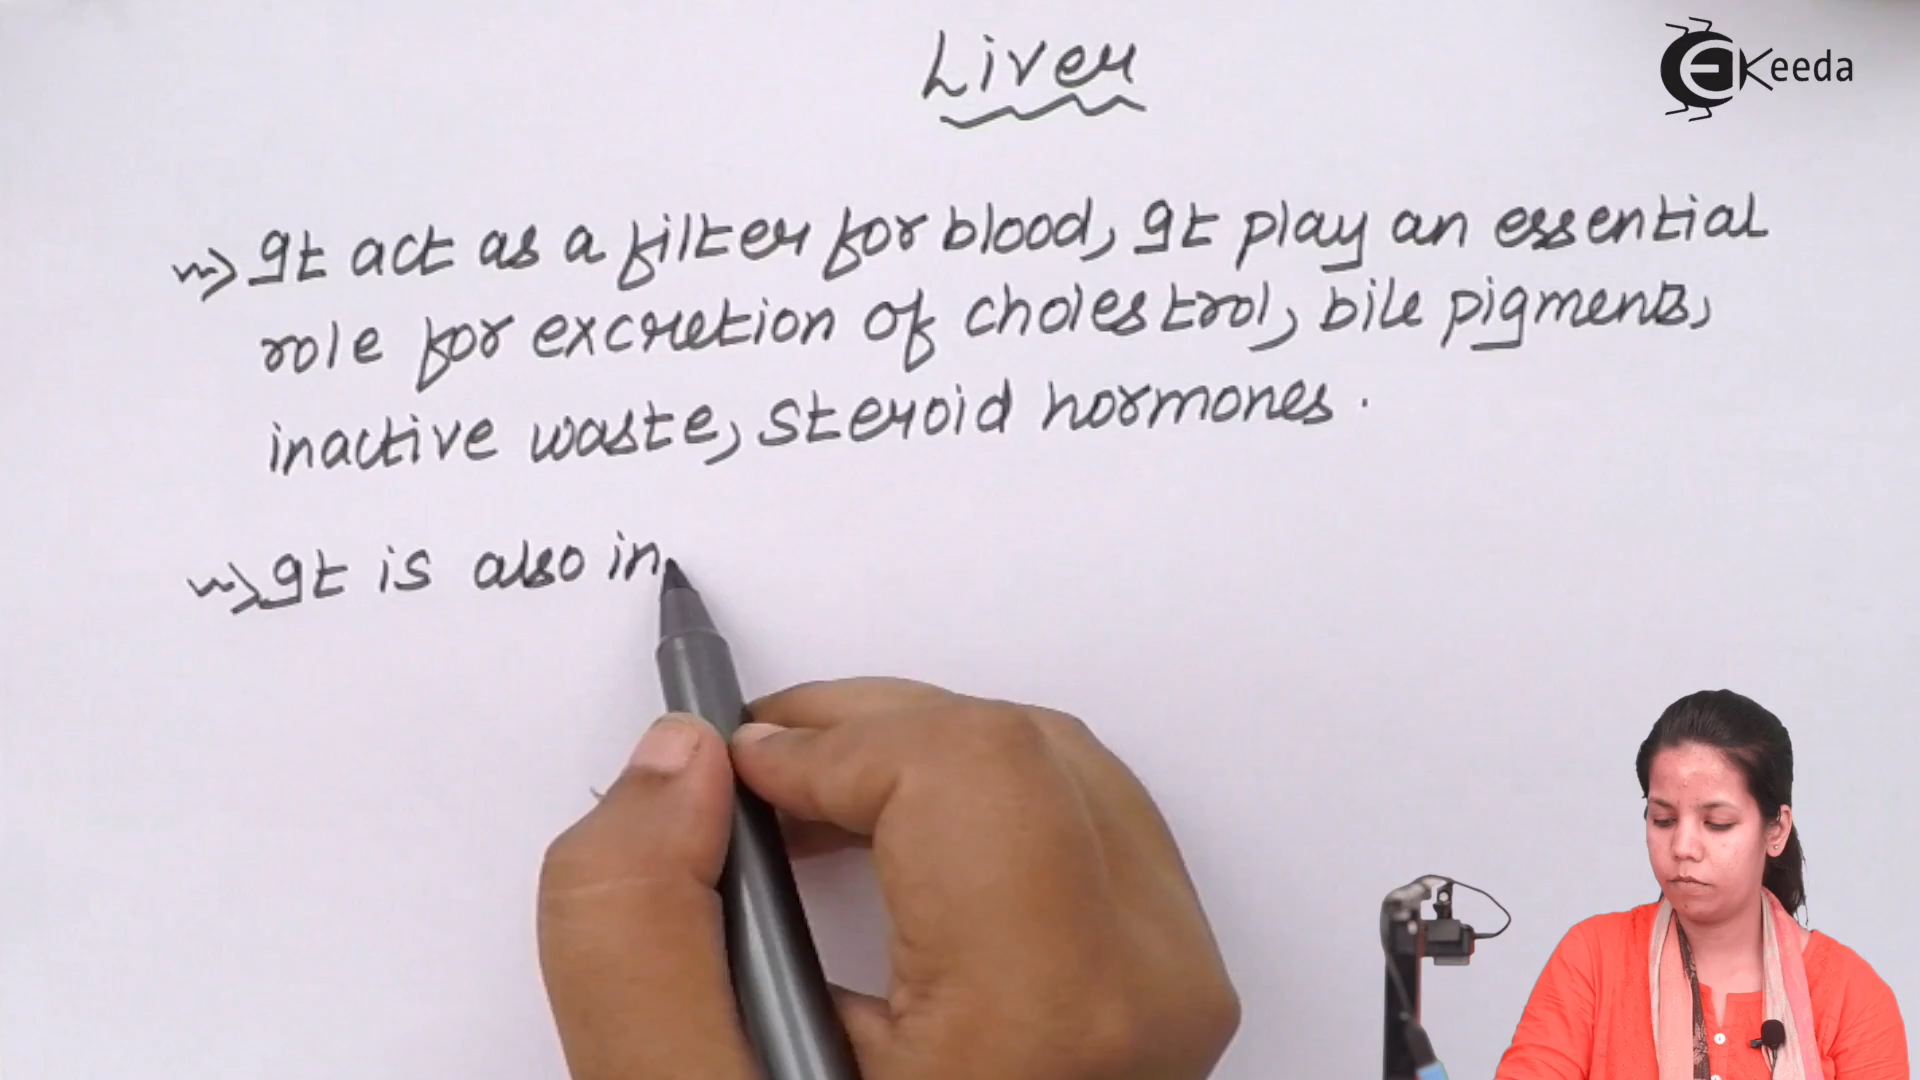 Liver
EKeeda
It act as a filter for blood, It play an essential
role for excretion of cholestrol, bile pigments,
inactive waste, steroid hormones.
It is also in